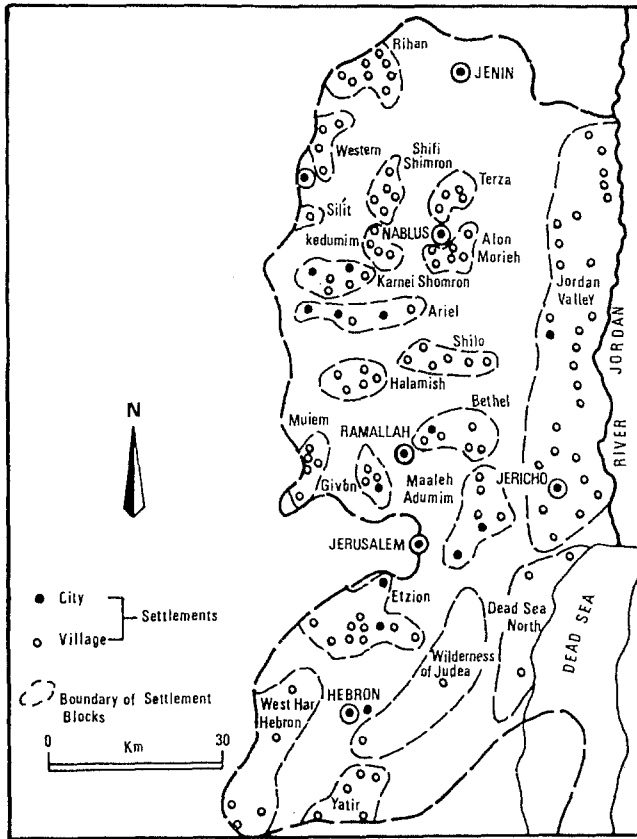 Rihan
JENIN
Western
Shifi
Shimron
Terza
Silit
kedumim
NABLUS
Alon
Morieh
Karnei Shomron
Jordan
Valley
Ariel
JORDAN
RIVER
Shilo
Halamish
Bethel
N
Muiem
RAMALLAH
Givon
Maaleh
Adumim
JERICHO
JERUSALEM
Etzion
City
Settlements
Village
Dead Sea
North
DEAD SEA
Wilderness
of Judea
Boundary of Settlement
Blocks
West Har
Hebron
HEBRON
0 30
Km
Yatir